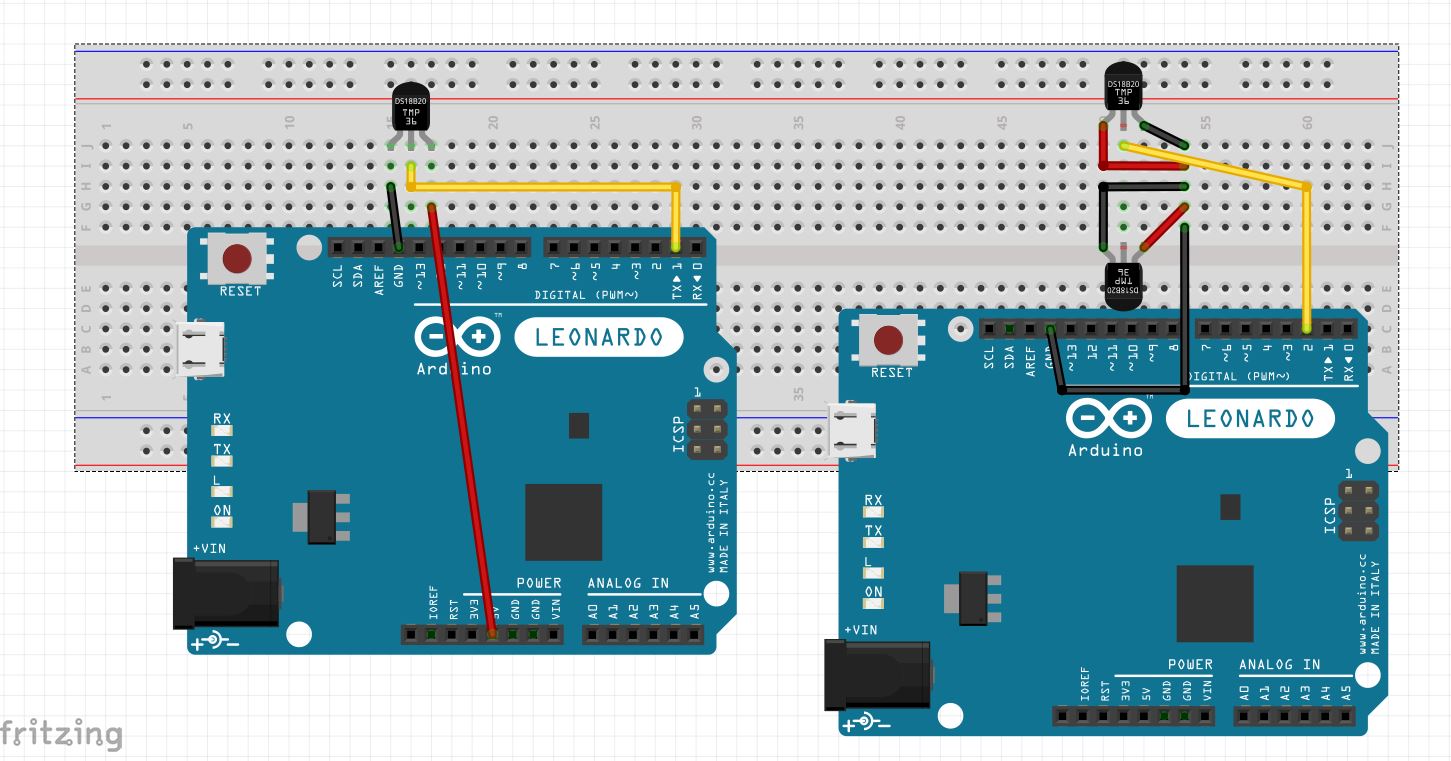 DS18B20
TMP
36
DS18B20
TMP
36
1 5 10 15 20 25 30 40 45 55 60
J J
I I
H H
G G
F F
DS18B20
TMP
36
RESET
SCL SDA AREF GND ~13 ~11 ~10 ~9 8 7 ~6 ~5 4 ~3 2 TX▶1 RX◀0
DIGITAL (PWM~)
™
LEONARDO
Arduino
E E
D D
C C
B B
A A
1 35
ICSP
1
RX
TX
L
ON
+VIN
www.arduino.cc
MADE IN ITALY
POWER
ANALOG IN
IOREF RST 3V3 5V GND GND VIN A0 A1 A2 A3 A4 A5
+ -
RESET
SCL SDA AREF GND ~13 12 ~11 ~10 ~9 8 7 ~6 ~5 4 ~3 2 TX▶1 RX◀0
DIGITAL (PWM~)
™
LEONARDO
Arduino
ICSP
1
RX
TX
L
ON
+VIN
www.arduino.cc
MADE IN ITALY
POWER
ANALOG IN
IOREF RST 3V3 5V GND GND VIN A0 A1 A2 A3 A4 A5
+ -
fritzing